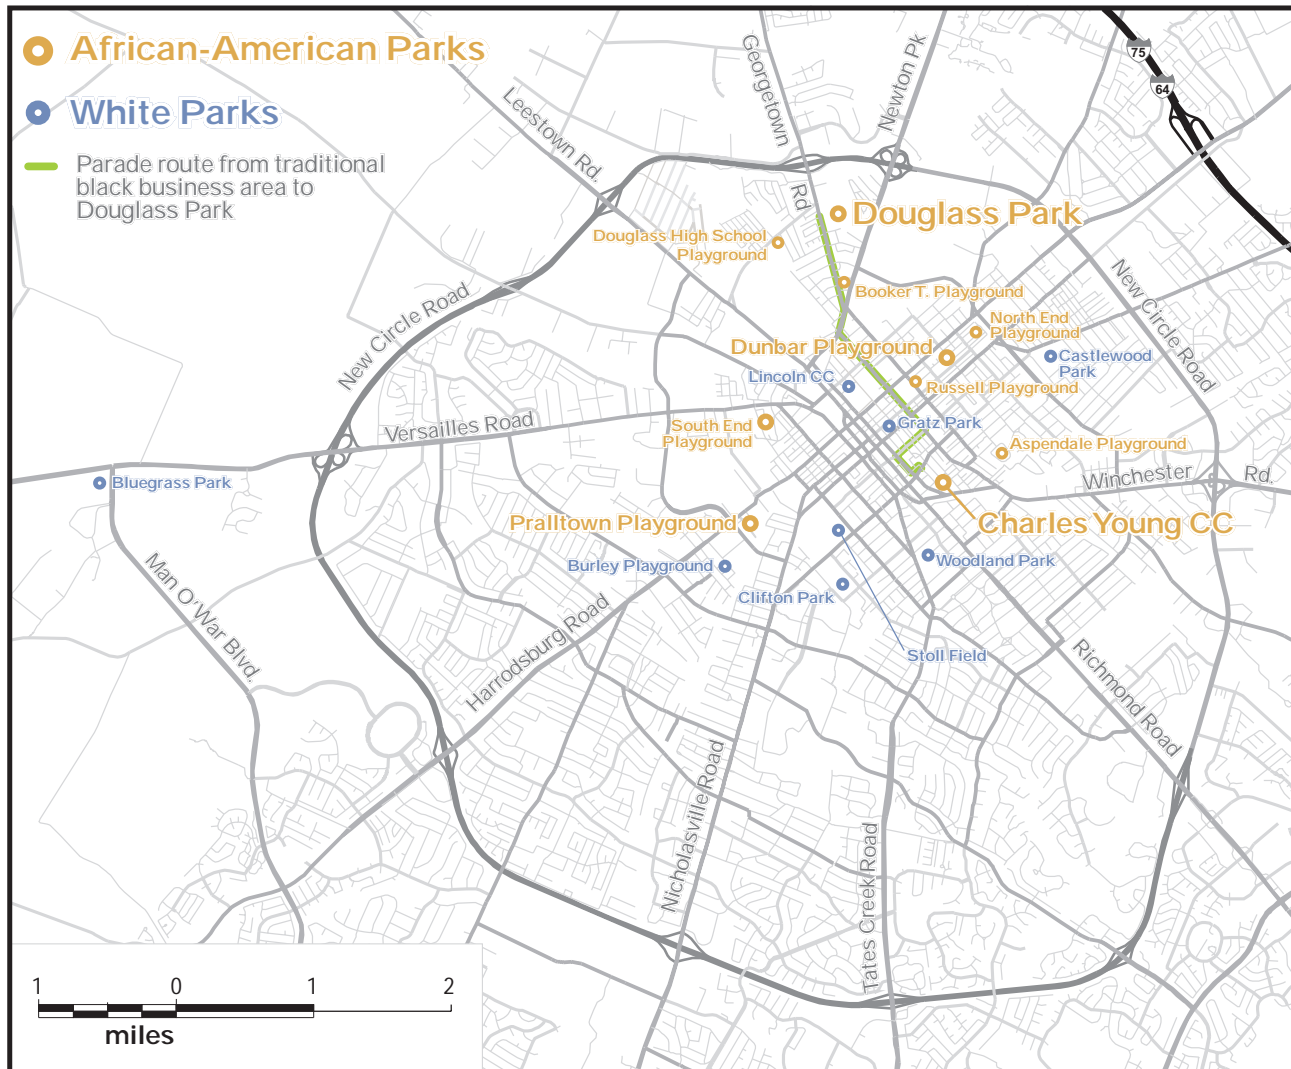 African-American Parks
White Parks
Parade route from traditional
black business area to
Douglass Park
75
64
Georgetown
Rd
Newton Pk
Leestown Rd.
Douglass Park
Douglass High School
Playground
Booker T. Playground
New Circle Road
New Circle Road
North End
Playground
Dunbar Playground
Castlewood
Park
Lincoln CC
Russell Playground
Versailles Road
South End
Playground
Gratz Park
Aspendale Playground
Winchester
Rd.
Bluegrass Park
Pralltown Playground
Charles Young CC
Burley Playground
Woodland Park
Clifton Park
Man O' War Blvd.
Harrodsburg Road
Stoll Field
Richmond Road
Nicholasville Road
Tates Creek Road
1 0 1 2
miles